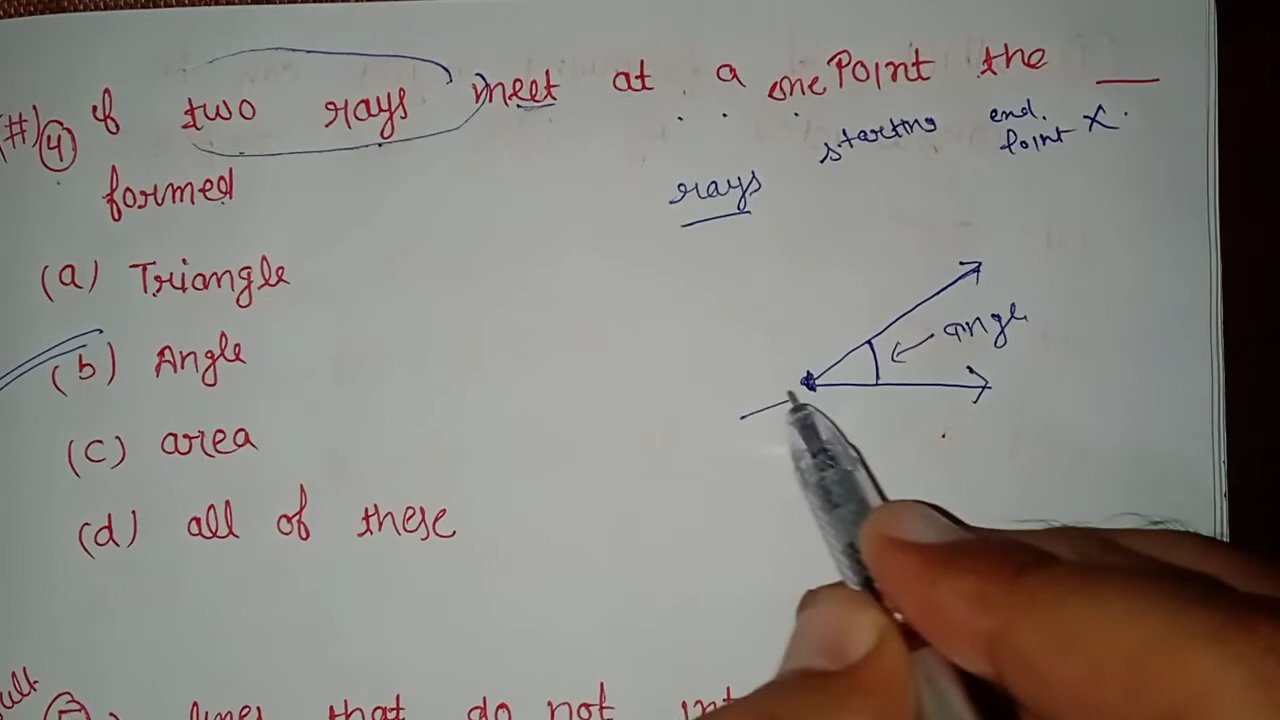 (#) ④ If two rays meet at a one Point the __
formed
rays starting end.
Point ×.
(a) Triangle
(b) Angle
angle
(c) area
(d) all of these
lines that do not